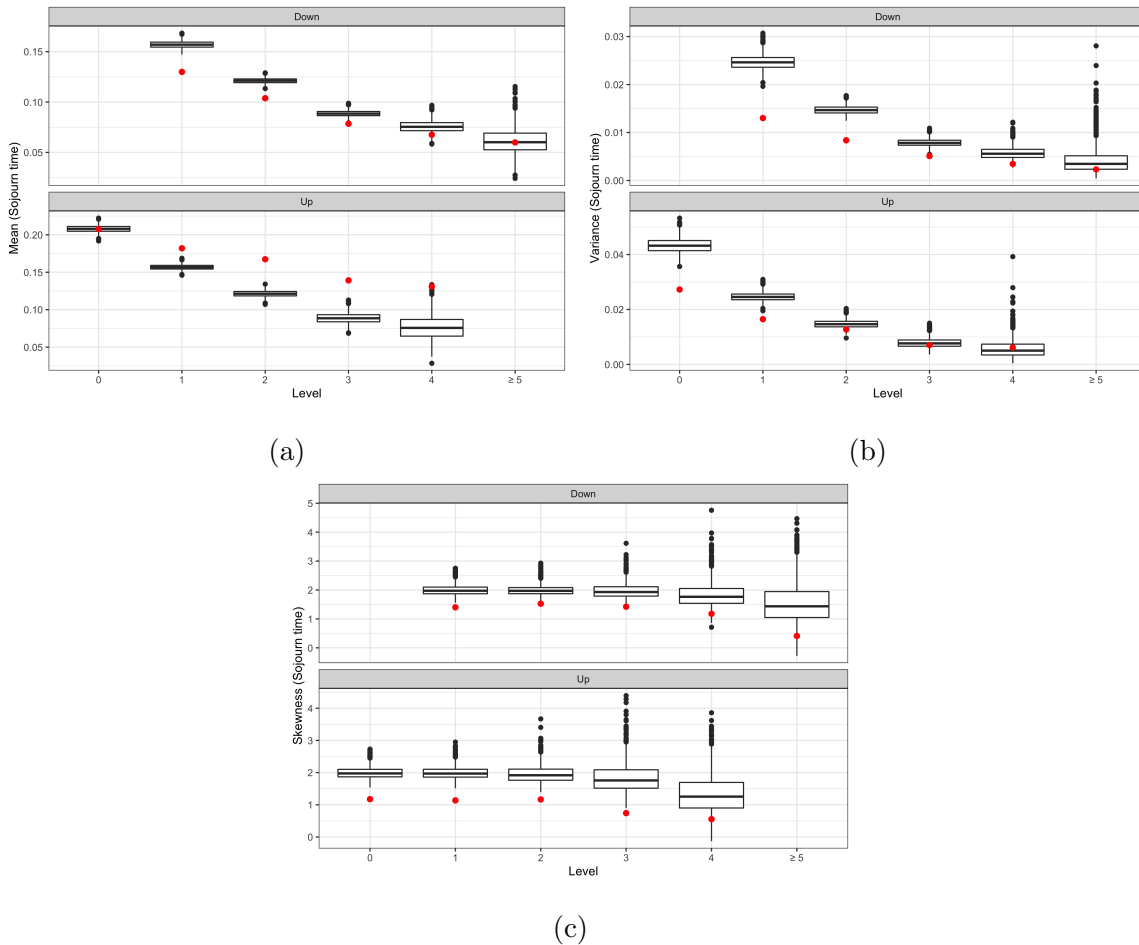 Down
0.15
0.10
0.05
Up
0.20
0.15
0.10
0.05
Mean (Sojourn time)
0 1 2 3 4 ≥ 5
Level
(a)
Down
0.03
0.02
0.01
0.00
Up
0.04
0.02
0.00
Variance (Sojourn time)
0 1 2 3 4 ≥ 5
Level
(b)
Down
5
4
3
2
1
0
Up
4
3
2
1
0
Skewness (Sojourn time)
0 1 2 3 4 ≥ 5
Level
(c)